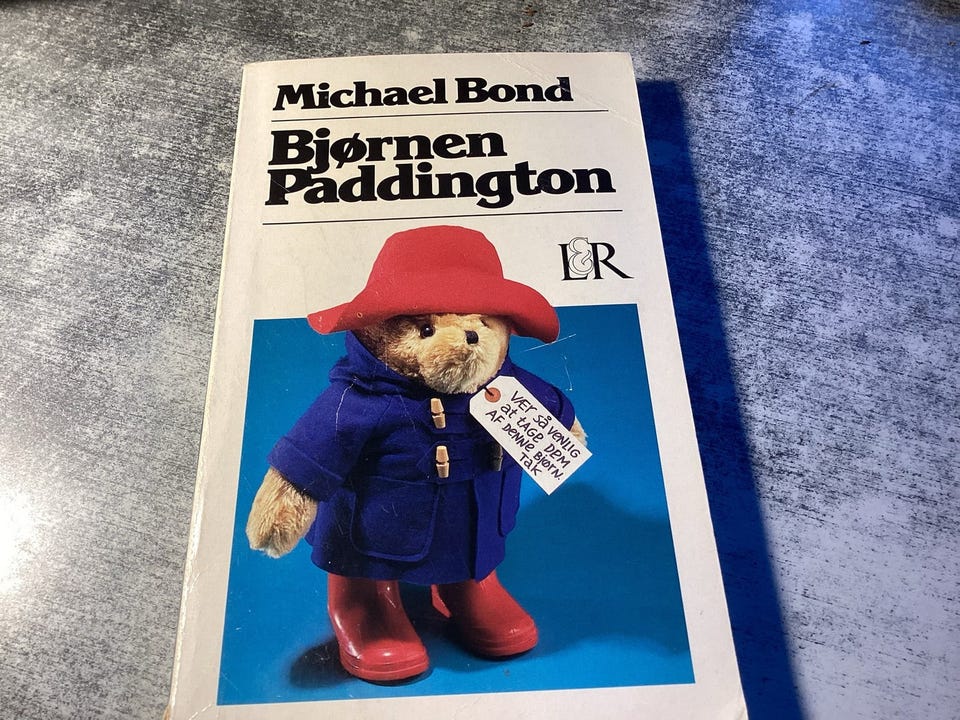 Michael Bond
Bjørnen
Paddington
L&R
VÆR SÅ VENLIG
at tAGE DEM
AF DENNE BJØRN.
TAK